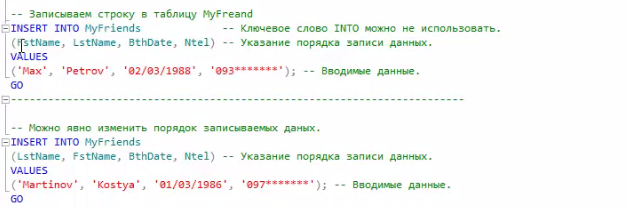 -- Записываем строку в таблицу MyFreand
INSERT INTO MyFriends -- Ключевое слово INTO можно не использовать.
(FstName, LstName, BthDate, Ntel) -- Указание порядка записи данных.
VALUES
('Max', 'Petrov', '02/03/1988', '093*******'); -- Вводимые данные.
GO
------------------------------------------------------------------------
-- Можно явно изменить порядок записываемых даных.
INSERT INTO MyFriends
(LstName, FstName, BthDate, Ntel) -- Указание порядка записи данных.
VALUES
('Martinov', 'Kostya', '01/03/1986', '097*******'); -- Вводимые данные.
GO